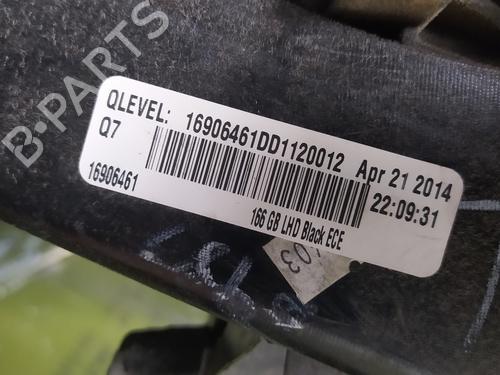 B-PARTS
QLEVEL: 16906461DD1120012 Apr 21 2014
Q7 22:09:31
16906461 166 GB LHD Black ECE